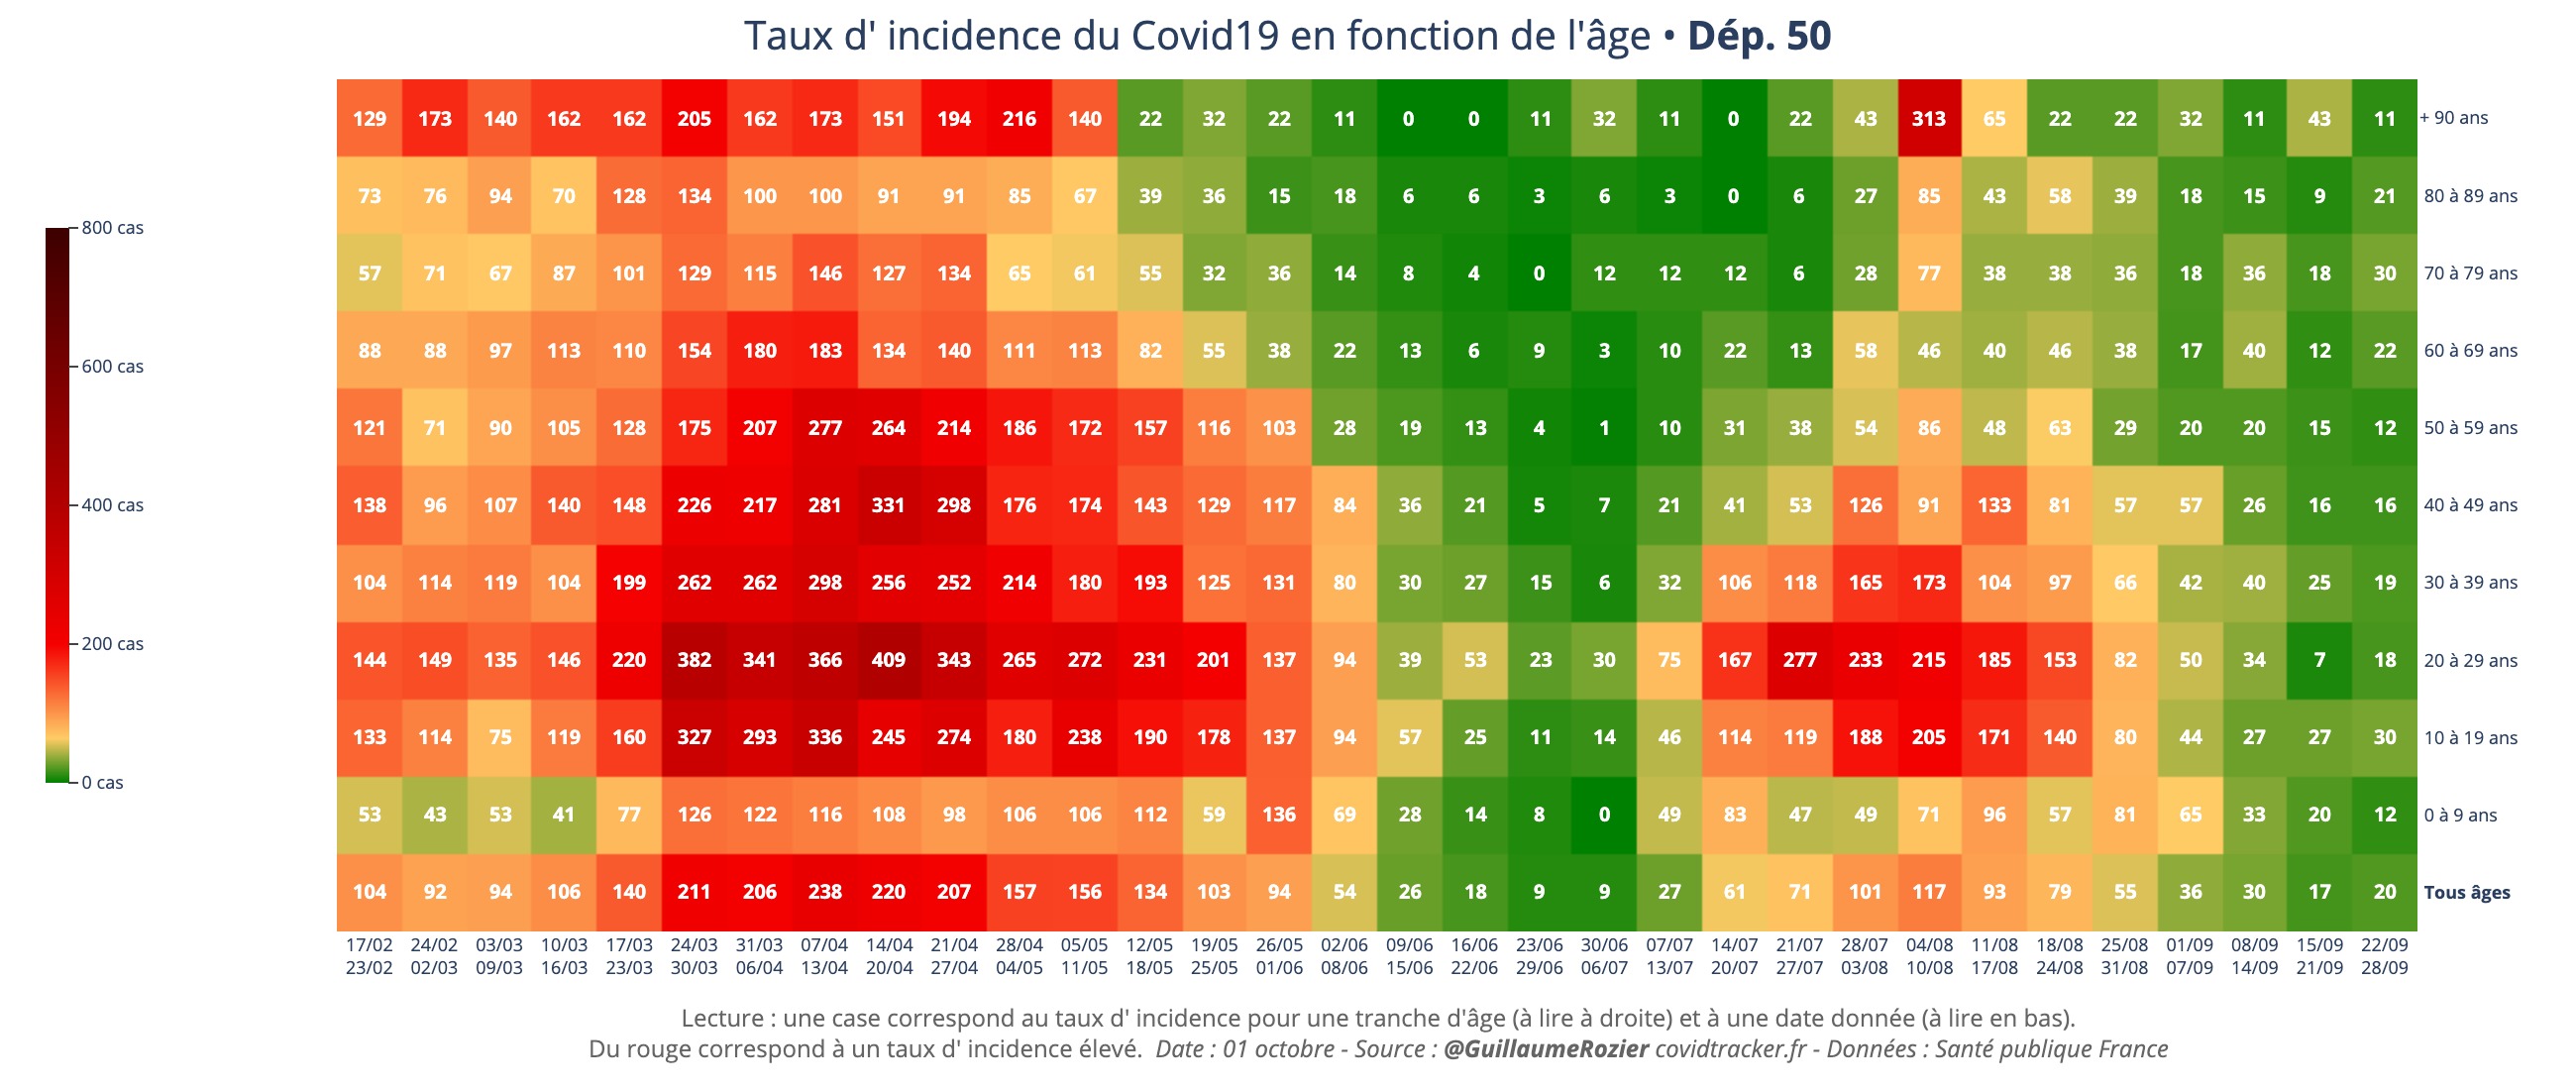 Taux d' incidence du Covid19 en fonction de l'âge • Dép. 50
129 173 140 162 162 205 162 173 151 194 216 140 22 32 22 11 0 0 11 32 11 0 22 43 313 65 22 22 32 11 43 11 + 90 ans
73 76 94 70 128 134 100 100 91 91 85 67 39 36 15 18 6 6 3 6 3 0 6 27 85 43 58 39 18 15 9 21 80 à 89 ans
800 cas
57 71 67 87 101 129 115 146 127 134 65 61 55 32 36 14 8 4 0 12 12 12 6 28 77 38 38 36 18 36 18 30 70 à 79 ans
88 88 97 113 110 154 180 183 134 140 111 113 82 55 38 22 13 6 9 3 10 22 13 58 46 40 46 38 17 40 12 22 60 à 69 ans
600 cas
121 71 90 105 128 175 207 277 264 214 186 172 157 116 103 28 19 13 4 1 10 31 38 54 86 48 63 29 20 20 15 12 50 à 59 ans
400 cas
138 96 107 140 148 226 217 281 331 298 176 174 143 129 117 84 36 21 5 7 21 41 53 126 91 133 81 57 57 26 16 16 40 à 49 ans
104 114 119 104 199 262 262 298 256 252 214 180 193 125 131 80 30 27 15 6 32 106 118 165 173 104 97 66 42 40 25 19 30 à 39 ans
200 cas
144 149 135 146 220 382 341 366 409 343 265 272 231 201 137 94 39 53 23 30 75 167 277 233 215 185 153 82 50 34 7 18 20 à 29 ans
133 114 75 119 160 327 293 336 245 274 180 238 190 178 137 94 57 25 11 14 46 114 119 188 205 171 140 80 44 27 27 30 10 à 19 ans
0 cas
53 43 53 41 77 126 122 116 108 98 106 106 112 59 136 69 28 14 8 0 49 83 47 49 71 96 57 81 65 33 20 12 0 à 9 ans
104 92 94 106 140 211 206 238 220 207 157 156 134 103 94 54 26 18 9 9 27 61 71 101 117 93 79 55 36 30 17 20 Tous âges
17/02 24/02 03/03 10/03 17/03 24/03 31/03 07/04 14/04 21/04 28/04 05/05 12/05 19/05 26/05 02/06 09/06 16/06 23/06 30/06 07/07 14/07 21/07 28/07 04/08 11/08 18/08 25/08 01/09 08/09 15/09 22/09
23/02 02/03 09/03 16/03 23/03 30/03 06/04 13/04 20/04 27/04 04/05 11/05 18/05 25/05 01/06 08/06 15/06 22/06 29/06 06/07 13/07 20/07 27/07 03/08 10/08 17/08 24/08 31/08 07/09 14/09 21/09 28/09
Lecture : une case correspond au taux d' incidence pour une tranche d'âge (à lire à droite) et à une date donnée (à lire en bas).
Du rouge correspond à un taux d' incidence élevé. Date : 01 octobre - Source : @GuillaumeRozier covidtracker.fr - Données : Santé publique France